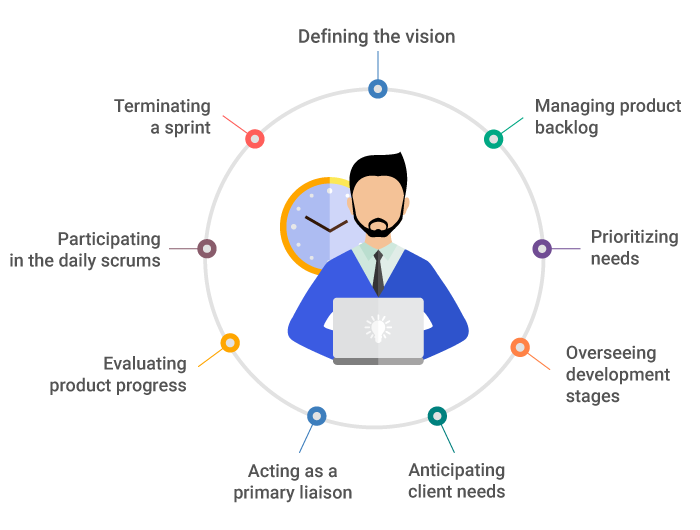 Defining the vision
Managing product
backlog
Prioritizing
needs
Overseeing
development
stages
Anticipating
client needs
Acting as a
primary liaison
Evaluating
product progress
Participating
in the daily scrums
Terminating
a sprint